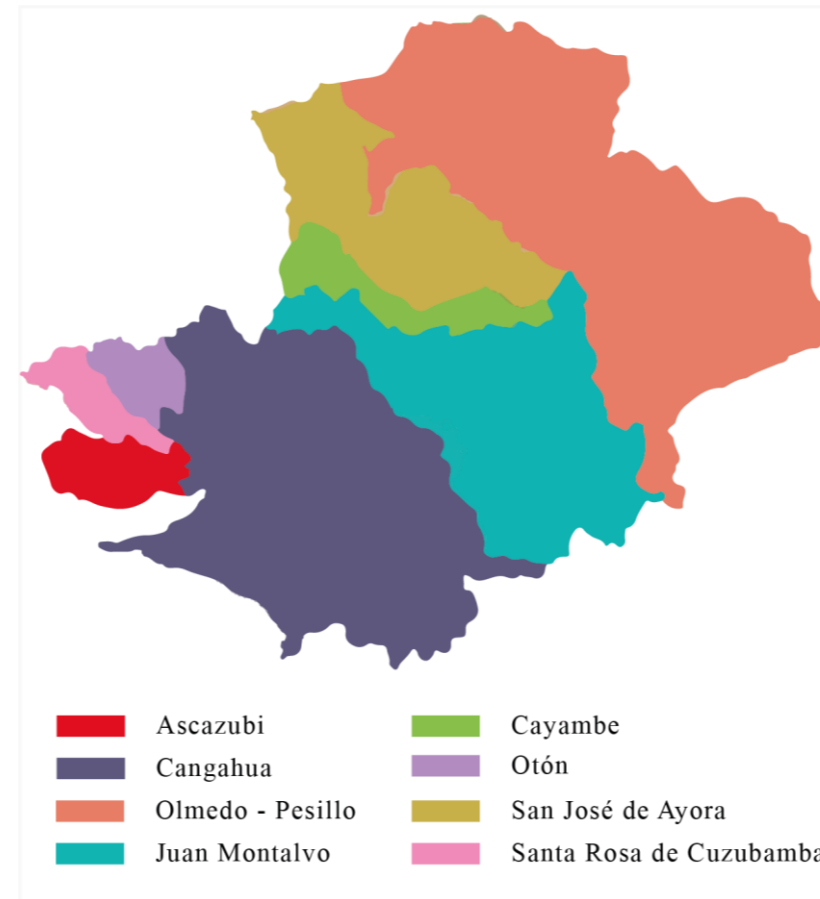 Ascazubi
Cangahua
Olmedo - Pesillo
Juan Montalvo
Cayambe
Otón
San José de Ayora
Santa Rosa de Cuzubamba